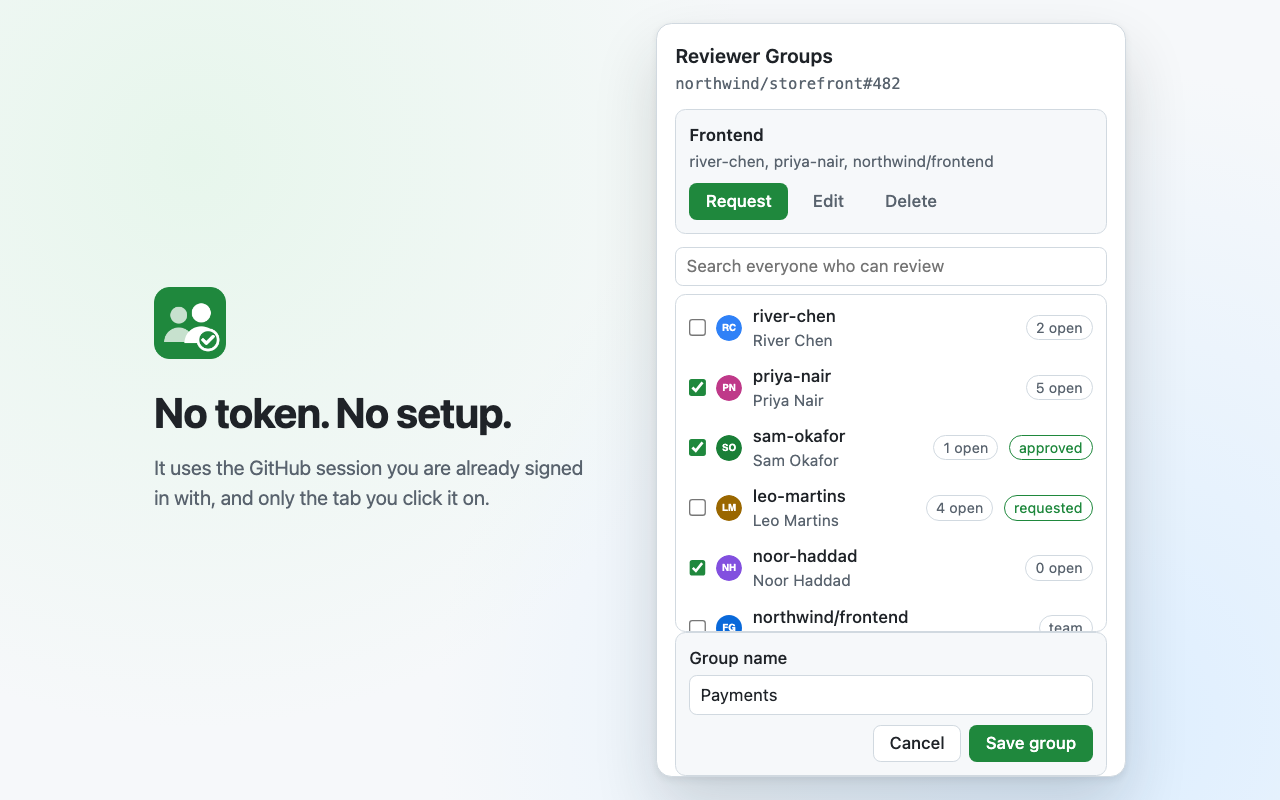 No token. No setup.
It uses the GitHub session you are already signed
in with, and only the tab you click it on.
Reviewer Groups
northwind/storefront#482
Frontend
river-chen, priya-nair, northwind/frontend
Request Edit Delete
Search everyone who can review
RC river-chen 2 open
River Chen
PN priya-nair 5 open
Priya Nair
SO sam-okafor 1 open approved
Sam Okafor
LM leo-martins 4 open requested
Leo Martins
NH noor-haddad 0 open
Noor Haddad
FG northwind/frontend team
Group name
Payments
Cancel Save group